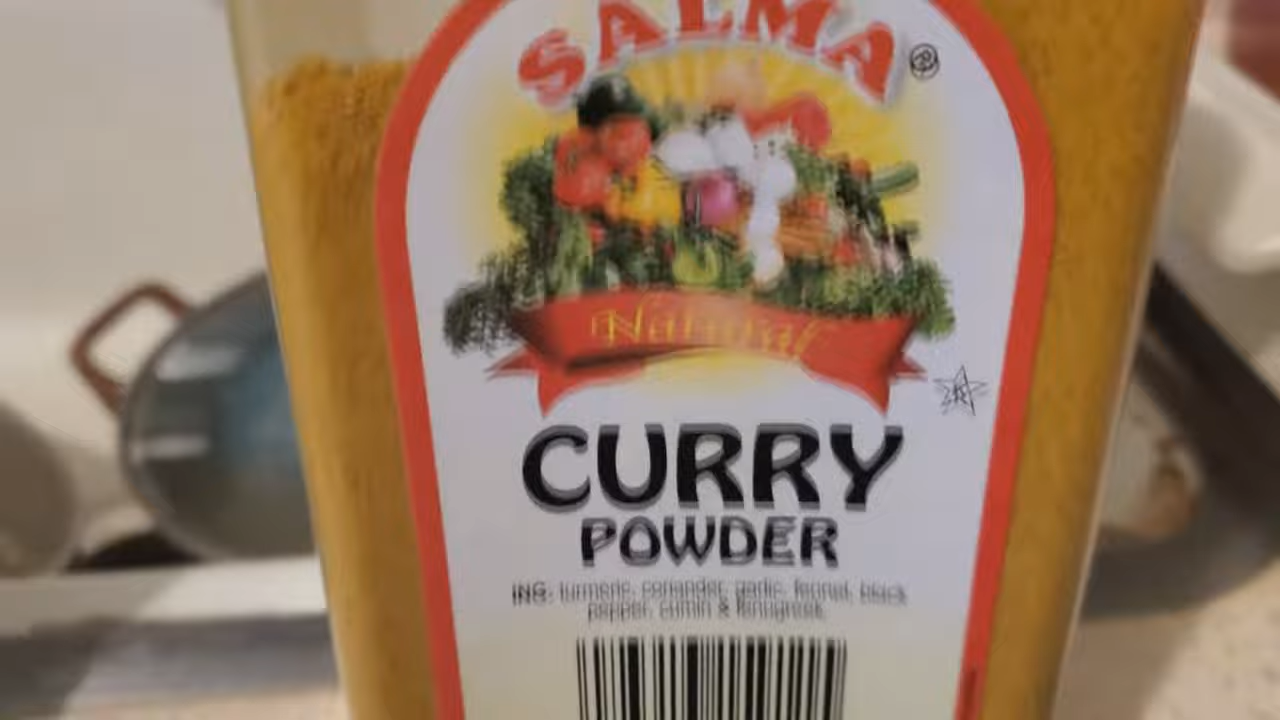 SALMA
Natural
CURRY
POWDER
ING: turmeric, coriander, garlic, fennel, black
pepper, cumin & fenugreek.